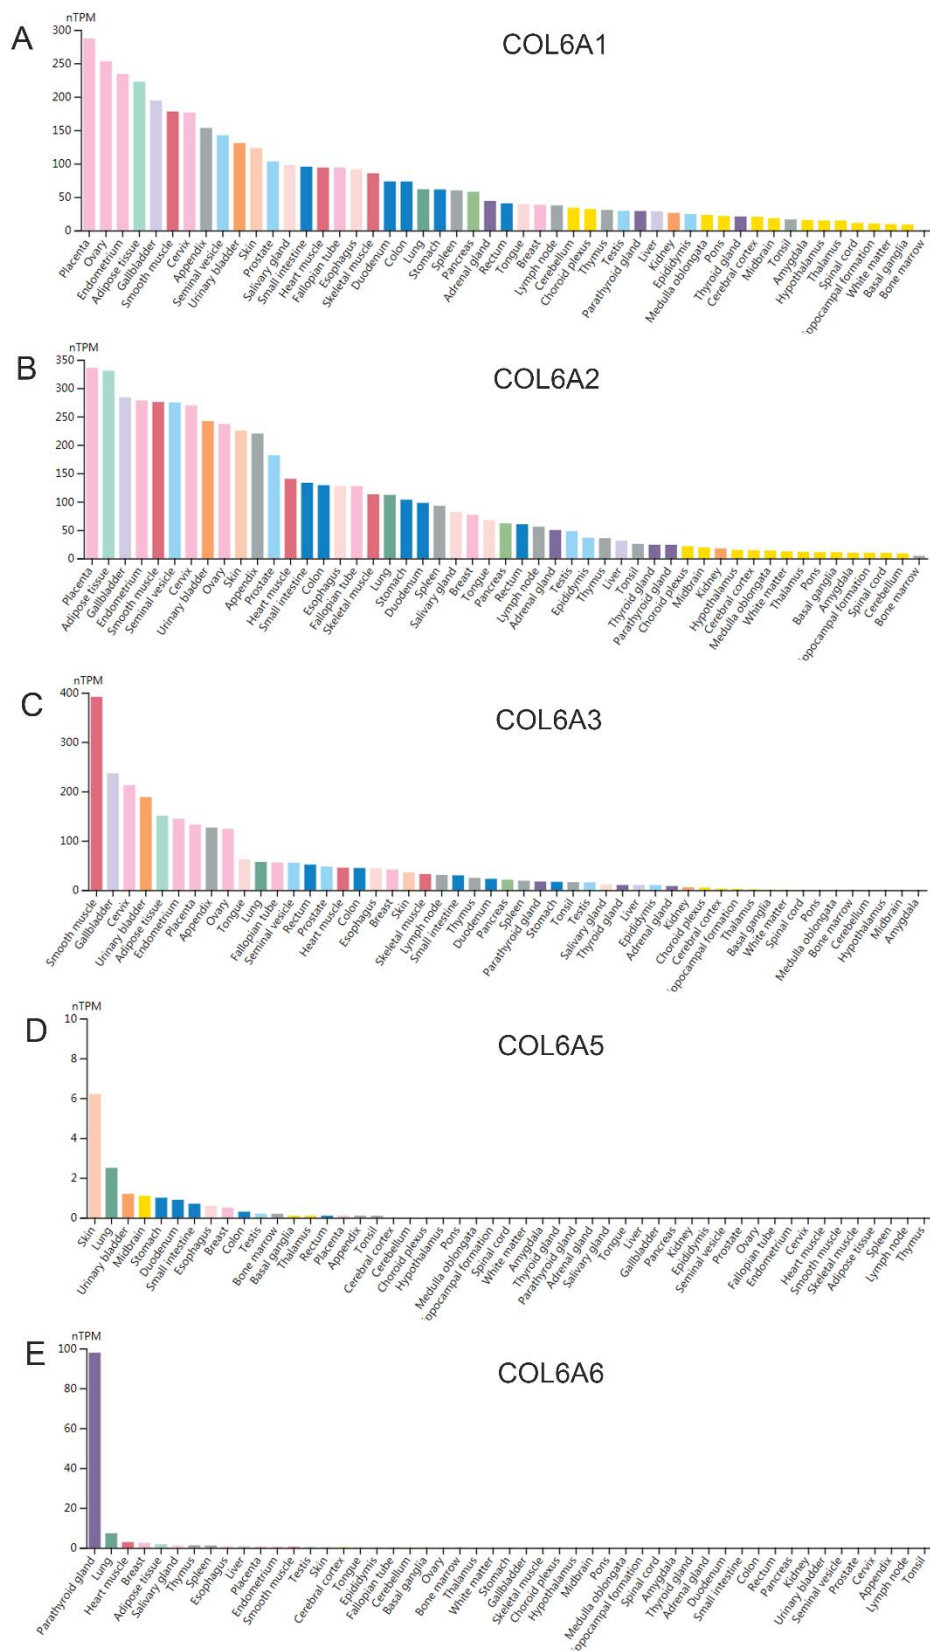 A
COL6A1
nTPM
300
250
200
150
100
50
0
Placenta
Ovary
Endometrium
Adipose tissue
Gallbladder
Smooth muscle
Cervix
Appendix
Seminal vesicle
Urinary bladder
Skin
Prostate
Salivary gland
Small intestine
Heart muscle
Fallopian tube
Esophagus
Skeletal muscle
Duodenum
Colon
Lung
Stomach
Spleen
Pancreas
Adrenal gland
Rectum
Tongue
Breast
Lymph node
Cerebellum
Choroid plexus
Thymus
Testis
Parathyroid gland
Liver
Kidney
Epididymis
Medulla oblongata
Pons
Thyroid gland
Cerebral cortex
Midbrain
Tonsil
Amygdala
Hypothalamus
Thalamus
Spinal cord
opocampal formation
White matter
Basal ganglia
Bone marrow
B
COL6A2
nTPM
350
300
250
200
150
100
50
0
Placenta
Adipose tissue
Gallbladder
Endometrium
Smooth muscle
Seminal vesicle
Cervix
Urinary bladder
Ovary
Skin
Appendix
Prostate
Heart muscle
Small intestine
Colon
Esophagus
Fallopian tube
Skeletal muscle
Lung
Stomach
Duodenum
Spleen
Salivary gland
Breast
Tongue
Pancreas
Rectum
Lymph node
Adrenal gland
Testis
Epididymis
Thymus
Liver
Tonsil
Thyroid gland
Parathyroid gland
Choroid plexus
Midbrain
Kidney
Hypothalamus
Cerebral cortex
Medulla oblongata
White matter
Thalamus
Pons
Basal ganglia
Amygdala
opocampal formation
Spinal cord
Cerebellum
Bone marrow
C
COL6A3
nTPM
400
300
200
100
0
Smooth muscle
Gallbladder
Cervix
Urinary bladder
Adipose tissue
Endometrium
Placenta
Appendix
Ovary
Tongue
Lung
Fallopian tube
Seminal vesicle
Rectum
Prostate
Heart muscle
Colon
Esophagus
Breast
Skin
Skeletal muscle
Lymph node
Small intestine
Thymus
Duodenum
Pancreas
Spleen
Parathyroid gland
Stomach
Tonsil
Testis
Salivary gland
Thyroid gland
Liver
Epididymis
Adrenal gland
Kidney
Choroid plexus
Cerebral cortex
opocampal formation
Thalamus
Basal ganglia
White matter
Spinal cord
Pons
Medulla oblongata
Bone marrow
Cerebellum
Hypothalamus
Midbrain
Amygdala
D
COL6A5
nTPM
10
8
6
4
2
0
Skin
Lung
Urinary bladder
Midbrain
Stomach
Duodenum
Small intestine
Esophagus
Breast
Colon
Testis
Bone marrow
Basal ganglia
Thalamus
Rectum
Placenta
Appendix
Tonsil
Cerebral cortex
Cerebellum
Choroid plexus
Hypothalamus
Pons
Medulla oblongata
opocampal formation
Spinal cord
White matter
Amygdala
Thyroid gland
Parathyroid gland
Adrenal gland
Salivary gland
Tongue
Liver
Gallbladder
Pancreas
Kidney
Epididymis
Seminal vesicle
Prostate
Ovary
Fallopian tube
Endometrium
Cervix
Heart muscle
Smooth muscle
Skeletal muscle
Adipose tissue
Spleen
Lymph node
Thymus
E
COL6A6
nTPM
100
80
60
40
20
0
Parathyroid gland
Lung
Heart muscle
Breast
Adipose tissue
Salivary gland
Thymus
Spleen
Esophagus
Liver
Placenta
Endometrium
Smooth muscle
Testis
Skin
Cerebral cortex
Tongue
Epididymis
Fallopian tube
Cerebellum
Basal ganglia
Ovary
Bone marrow
Thalamus
White matter
Stomach
Gallbladder
Skeletal muscle
Choroid plexus
Hypothalamus
Midbrain
Pons
Medulla oblongata
opocampal formation
Spinal cord
Amygdala
Thyroid gland
Adrenal gland
Duodenum
Small intestine
Colon
Rectum
Pancreas
Kidney
Urinary bladder
Seminal vesicle
Prostate
Cervix
Appendix
Lymph node
Tonsil